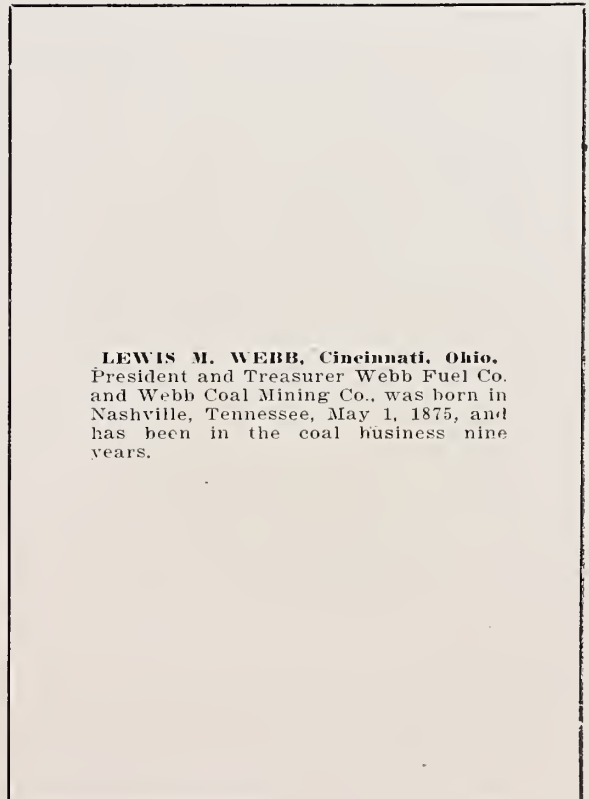 LEWIS M. WEBB, Cincinnati, Ohio,
President and Treasurer Webb Fuel Co.
and Webb Coal Mining Co., was born in
Nashville, Tennessee, May 1, 1875, and
has been in the coal business nine
years.